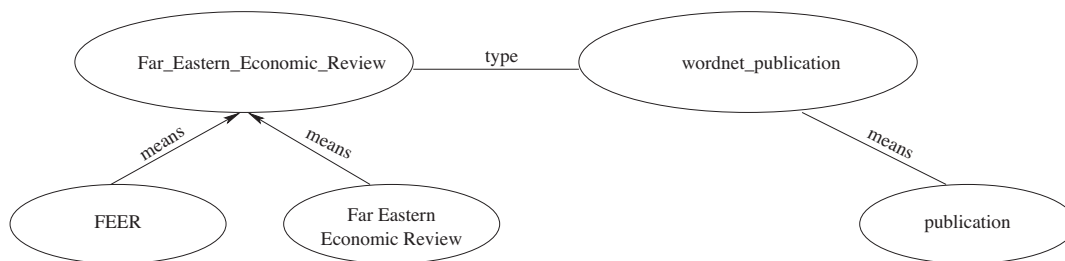 Far_Eastern_Economic_Review
type
wordnet_publication
means
means
means
FEER
Far Eastern
Economic Review
publication